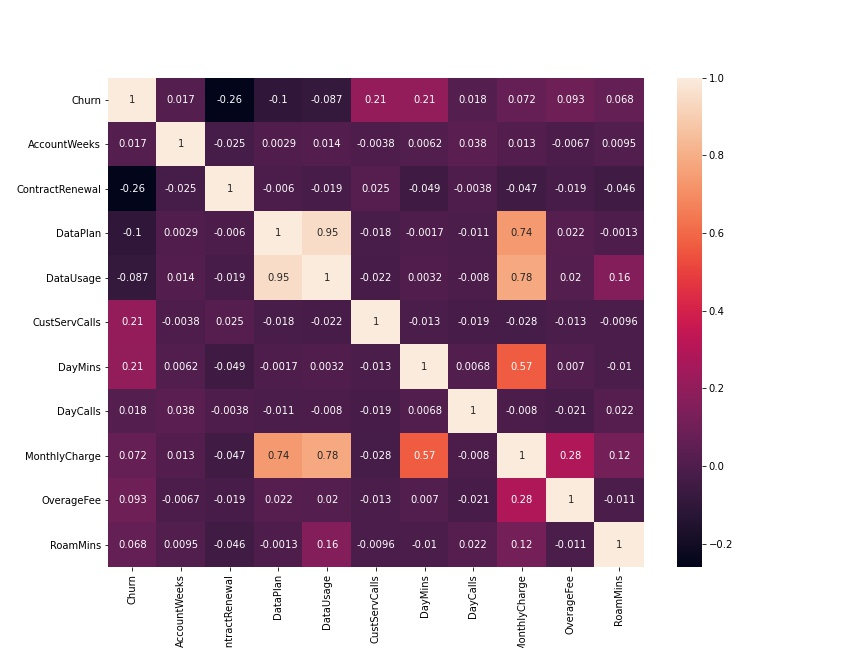 Churn 1 0.017 -0.26 -0.1 -0.087 0.21 0.21 0.018 0.072 0.093 0.068
AccountWeeks 0.017 1 -0.025 0.0029 0.014 -0.0038 0.0062 0.038 0.013 -0.0067 0.0095
ContractRenewal -0.26 -0.025 1 -0.006 -0.019 0.025 -0.049 -0.0038 -0.047 -0.019 -0.046
DataPlan -0.1 0.0029 -0.006 1 0.95 -0.018 -0.0017 -0.011 0.74 0.022 -0.0013
DataUsage -0.087 0.014 -0.019 0.95 1 -0.022 0.0032 -0.008 0.78 0.02 0.16
CustServCalls 0.21 -0.0038 0.025 -0.018 -0.022 1 -0.013 -0.019 -0.028 -0.013 -0.0096
DayMins 0.21 0.0062 -0.049 -0.0017 0.0032 -0.013 1 0.0068 0.57 0.007 -0.01
DayCalls 0.018 0.038 -0.0038 -0.011 -0.008 -0.019 0.0068 1 -0.008 -0.021 0.022
MonthlyCharge 0.072 0.013 -0.047 0.74 0.78 -0.028 0.57 -0.008 1 0.28 0.12
OverageFee 0.093 -0.0067 -0.019 0.022 0.02 -0.013 0.007 -0.021 0.28 1 -0.011
RoamMins 0.068 0.0095 -0.046 -0.0013 0.16 -0.0096 -0.01 0.022 0.12 -0.011 1
Churn
AccountWeeks
ntractRenewal
DataPlan
DataUsage
CustServCalls
DayMins
DayCalls
MonthlyCharge
OverageFee
RoamMins
1.0
0.8
0.6
0.4
0.2
0.0
−0.2